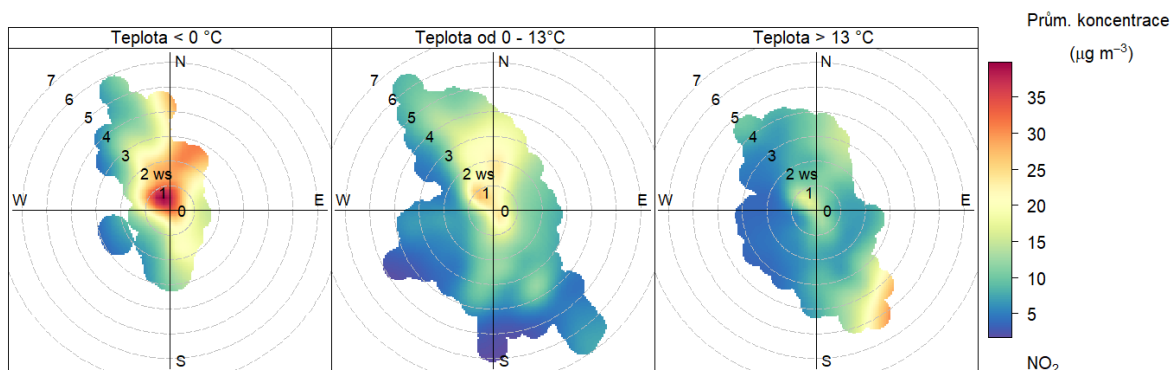 Teplota < 0 °C
Teplota od 0 - 13°C
Teplota > 13 °C
Prům. koncentrace
(μg m⁻³)
N
7
6
5
4
3
2 ws
1
0
W
E
S
N
7
6
5
4
3
2 ws
1
0
W
E
S
N
7
6
5
4
3
2 ws
1
0
W
E
S
35
30
25
20
15
10
5
NO₂